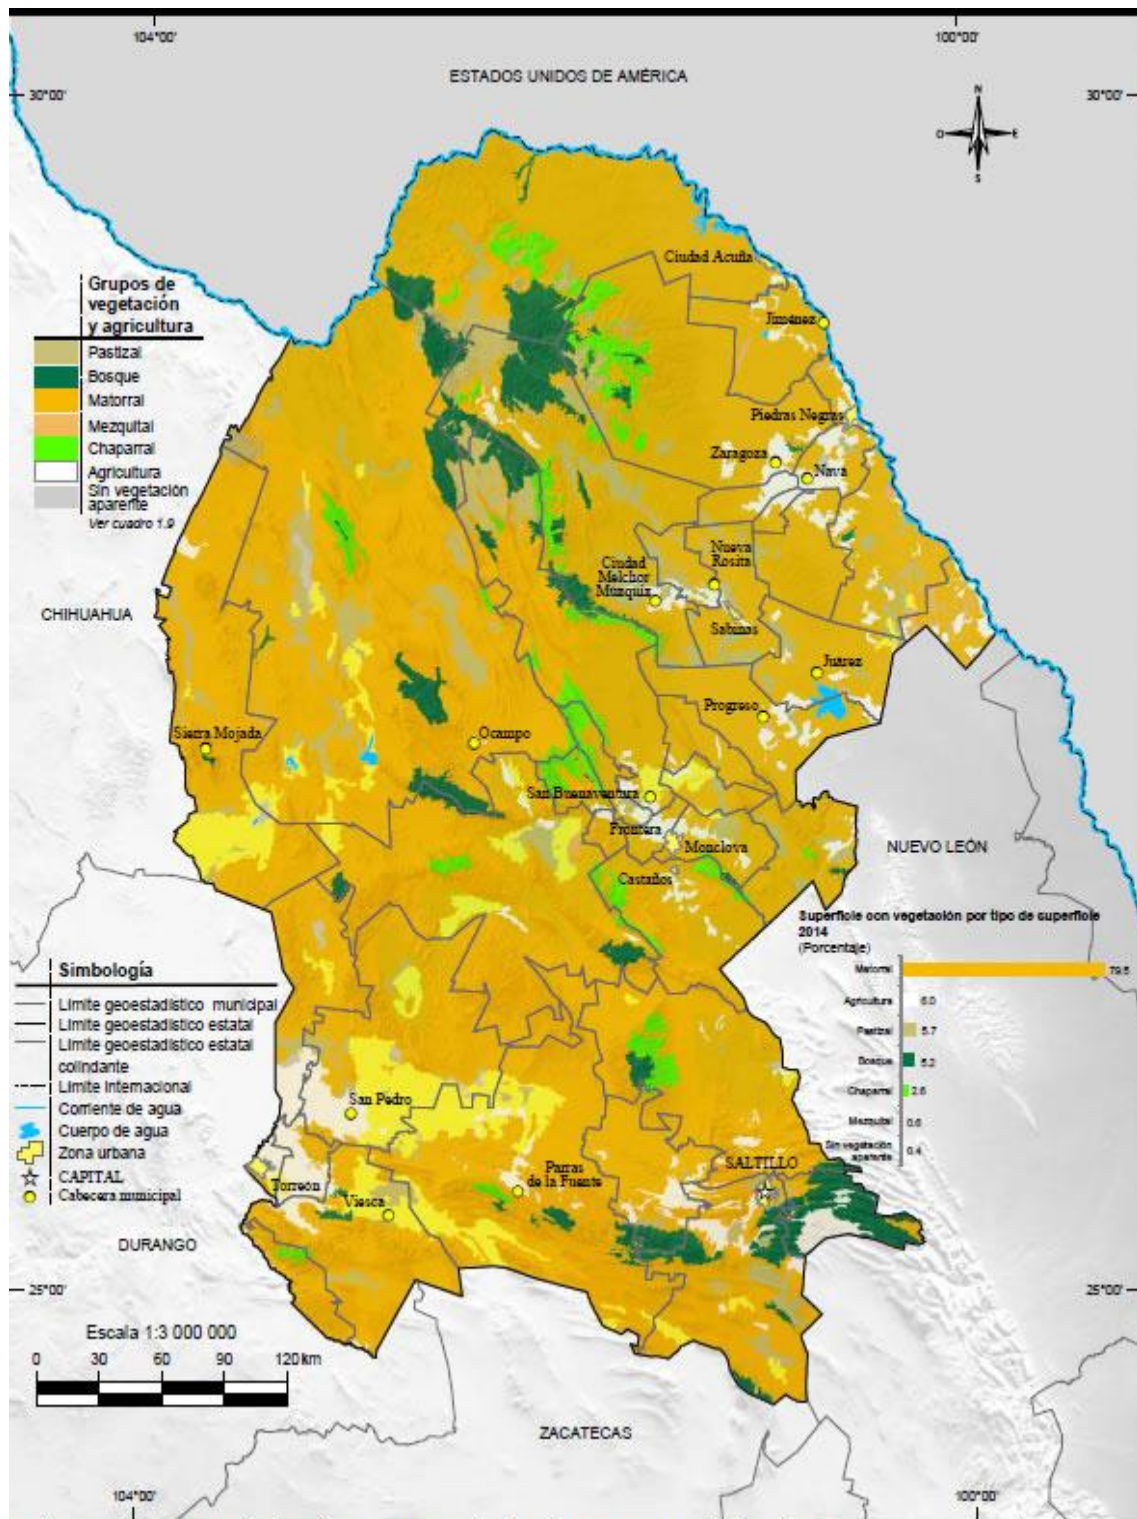 104°00'
100°00'
ESTADOS UNIDOS DE AMÉRICA
30°00'
30°00'
N
O
E
S
Ciudad Acuña
Grupos de
vegetación
y agricultura
Pastizal
Bosque
Matorral
Mezquital
Chaparral
Agricultura
Sin vegetación
aparente
Ver cuadro 1.9
Jiménez
Piedras Negras
Zaragoza
Nava
Nueva
Rosita
Ciudad
Melchor
Múzquiz
Sabinas
CHIHUAHUA
Juárez
Progreso
Sierra Mojada
Ocampo
San Buenaventura
Frontera
Monclova
Castaños
NUEVO LEÓN
Superficie con vegetación por tipo de superficie
2014
(Porcentaje)
Matorral 79.5
Agricultura 6.0
Pastizal 5.7
Bosque 5.2
Chaparral 2.6
Mezquital 0.6
Sin vegetación
aparente 0.4
Simbología
Límite geoestadístico municipal
Límite geoestadístico estatal
Límite geoestadístico estatal
colindante
Límite internacional
Corriente de agua
Cuerpo de agua
Zona urbana
CAPITAL
Cabecera municipal
San Pedro
Torreón
Viesca
Parras
de la Fuente
SALTILLO
DURANGO
25°00'
25°00'
Escala 1:3 000 000
0 30 60 90 120 km
ZACATECAS
104°00'
100°00'